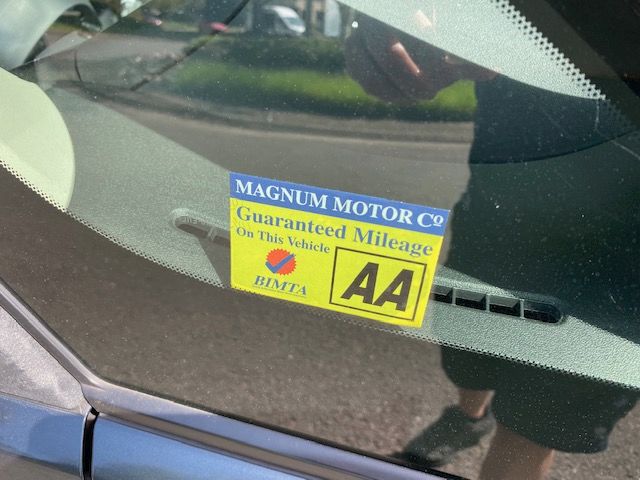 MAGNUM MOTOR Cº
Guaranteed Mileage
On This Vehicle
BIMTA
AA